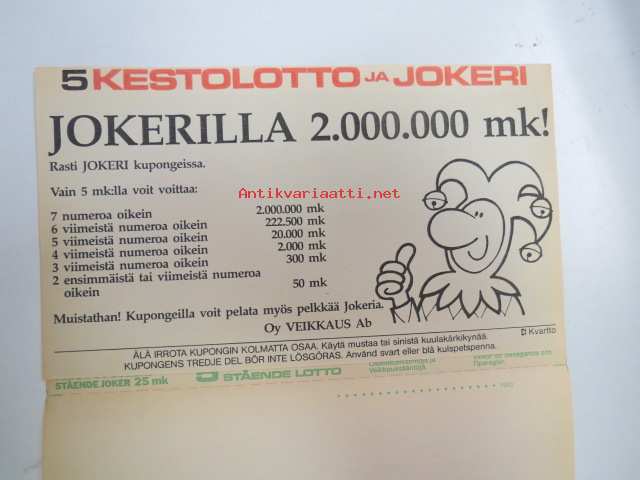 5 KESTOLOTTO JA JOKERI
JOKERILLA 2.000.000 mk!
Rasti JOKERI kupongeissa.
Antikvariaatti.net
Vain 5 mk:lla voit voittaa:
7 numeroa oikein 2.000.000 mk
6 viimeistä numeroa oikein 222.500 mk
5 viimeistä numeroa oikein 20.000 mk
4 viimeistä numeroa oikein 2.000 mk
3 viimeistä numeroa oikein 300 mk
2 ensimmäistä tai viimeistä numeroa
oikein 50 mk
Muistathan! Kupongeilla voit pelata myös pelkkää Jokeria.
Oy VEIKKAUS Ab
Kvartto
ÄLÄ IRROTA KUPONGIN KOLMATTA OSAA. Käytä mustaa tai sinistä kuulakärkikynää.
KUPONGENS TREDJE DEL BÖR INTE LÖSGÖRAS. Använd svart eller blå kulspetspenna.
STÅENDE JOKER 25 mk STÅENDE LOTTO